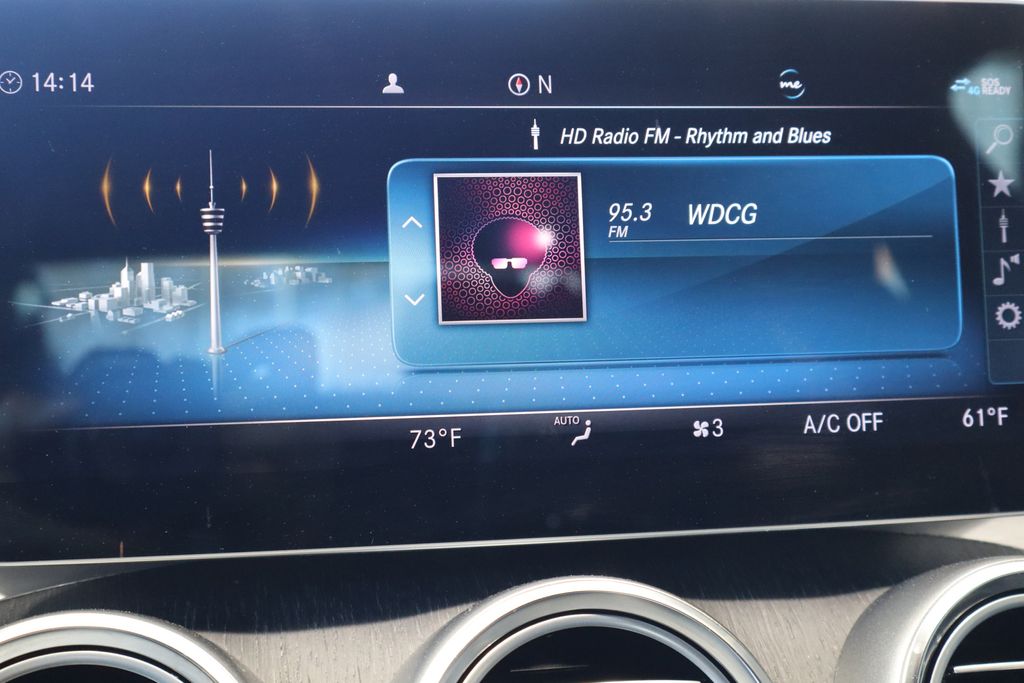 14:14
N
me
SOS
4G READY
HD Radio FM - Rhythm and Blues
95.3 WDCG
FM
73°F
AUTO
3
A/C OFF
61°F